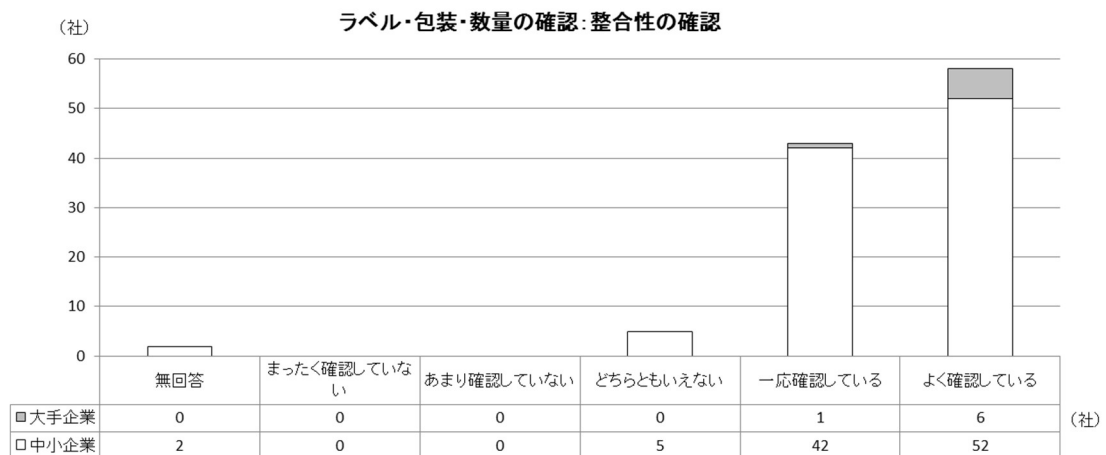 ラベル・包装・数量の確認：整合性の確認
（社）
60
50
40
30
20
10
0
無回答
まったく確認していな
い
あまり確認していない
どちらともいえない
一応確認している
よく確認している
大手企業 0 0 0 0 1 6 （社）
中小企業 2 0 0 5 42 52